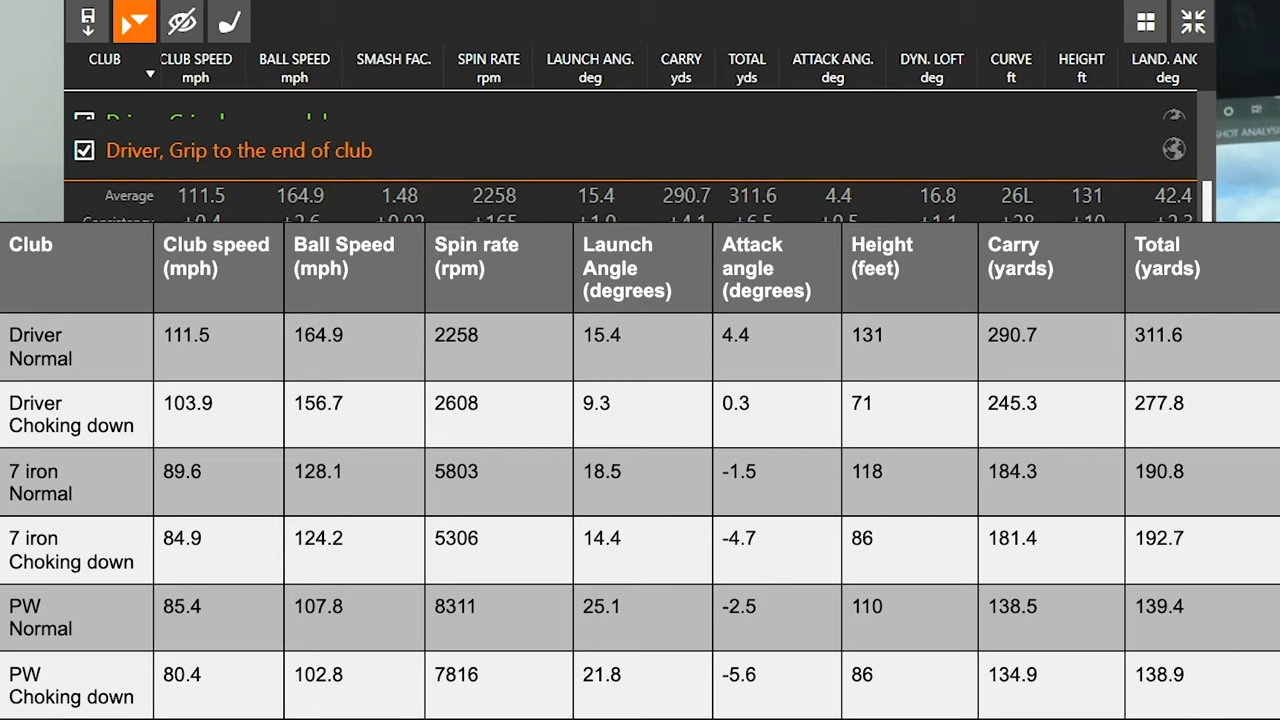 CLUB CLUB SPEED BALL SPEED SMASH FAC. SPIN RATE LAUNCH ANG. CARRY TOTAL ATTACK ANG. DYN. LOFT CURVE HEIGHT LAND. ANG
mph mph rpm deg yds yds deg deg ft ft deg
Driver, Grip to the end of club
SHOT ANALYSI
Average 111.5 164.9 1.48 2258 15.4 290.7 311.6 4.4 16.8 26L 131 42.4
Club Club speed (mph) Ball Speed (mph) Spin rate (rpm) Launch Angle (degrees) Attack angle (degrees) Height (feet) Carry (yards) Total (yards)
Driver Normal 111.5 164.9 2258 15.4 4.4 131 290.7 311.6
Driver Choking down 103.9 156.7 2608 9.3 0.3 71 245.3 277.8
7 iron Normal 89.6 128.1 5803 18.5 -1.5 118 184.3 190.8
7 iron Choking down 84.9 124.2 5306 14.4 -4.7 86 181.4 192.7
PW Normal 85.4 107.8 8311 25.1 -2.5 110 138.5 139.4
PW Choking down 80.4 102.8 7816 21.8 -5.6 86 134.9 138.9